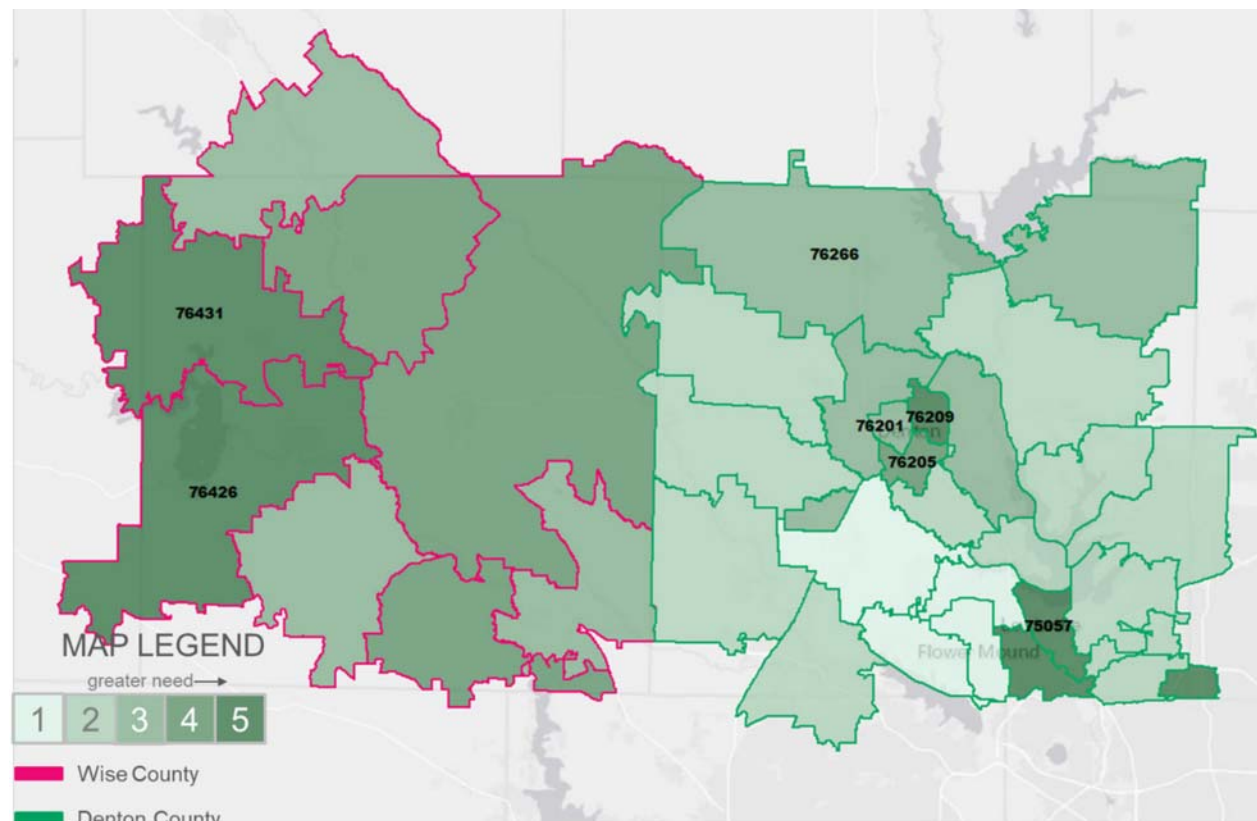 76266
76431
76201
76209
Denton
76205
76426
75057
Flower Mound
MAP LEGEND
greater need→
1 2 3 4 5
Wise County
Denton County